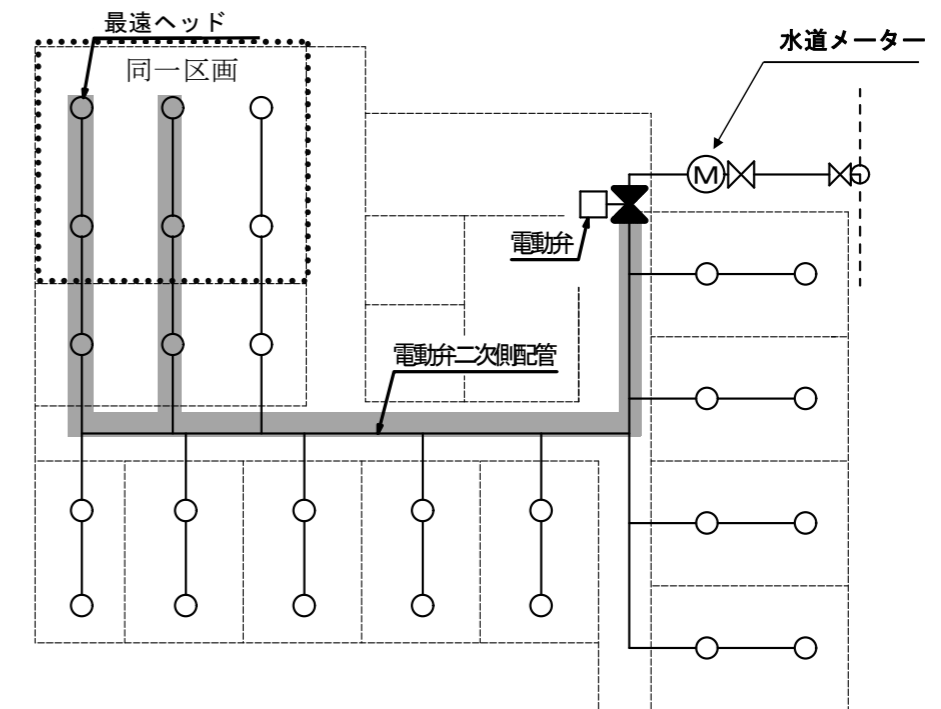 最遠ヘッド
水道メーター
同一区画
M
電動弁
電動弁二次側配管